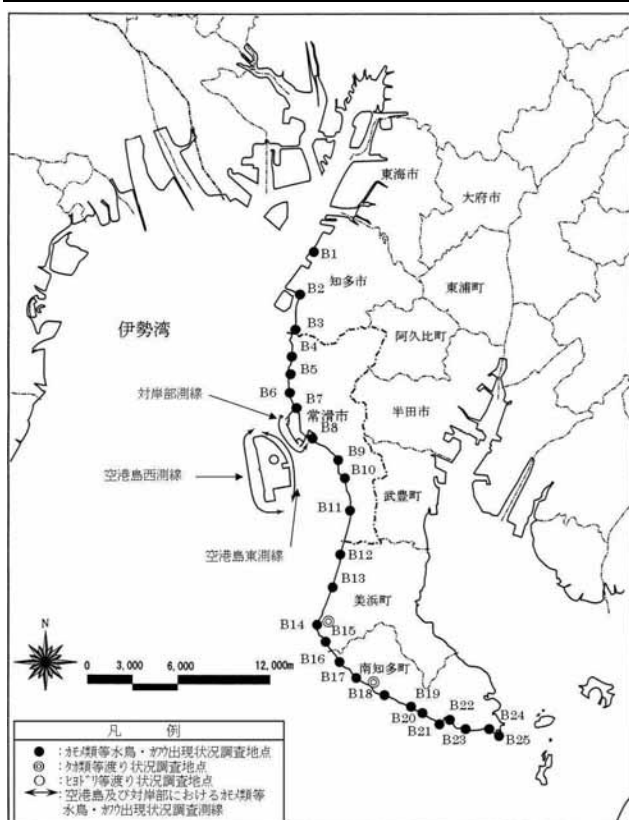 東海市
大府市
B1
知多市
B2
東浦町
B3
伊勢湾
阿久比町
B4
B5
B6
対岸部測線
B7
常滑市
半田市
B8
B9
空港島西測線
B10
武豊町
B11
空港島東測線
B12
B13
美浜町
N
B14
B15
B16
0 3,000 6,000 12,000m
南知多町
B17
B18
B19
B20
B22
B24
B21
B23
B25
凡 例
● : カモメ類等水鳥・カワウ出現状況調査地点
◎ : タカ類等渡り状況調査地点
○ : ヒヨドリ等渡り状況調査地点
: 空港島及び対岸部におけるカモメ類等
水鳥・カワウ出現状況調査測線